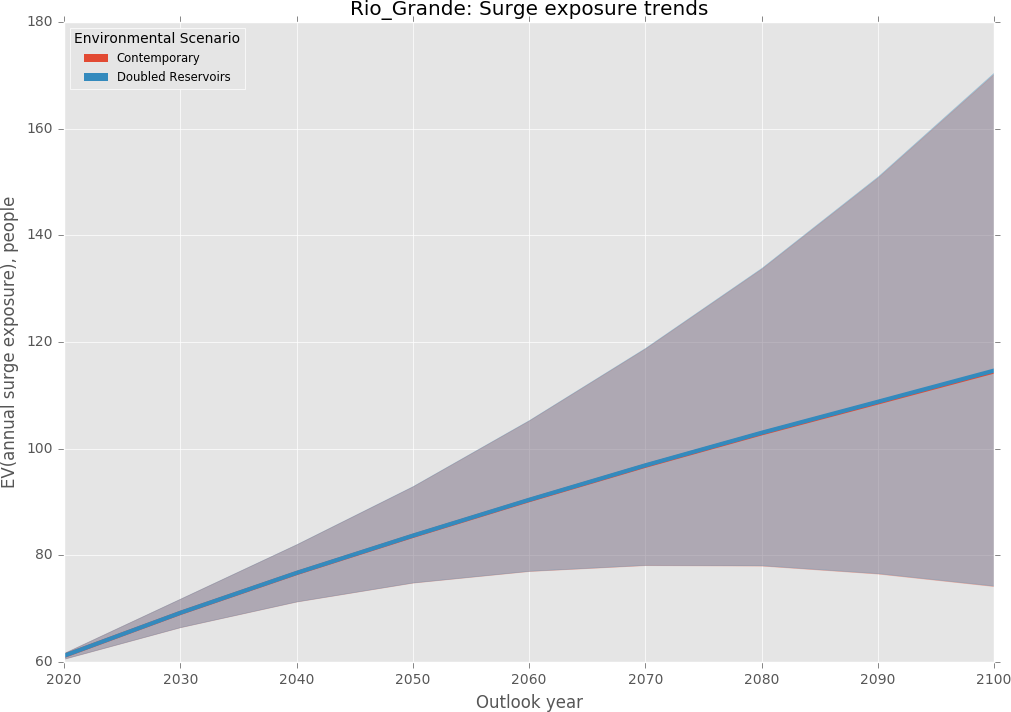 Rio_Grande: Surge exposure trends
Environmental Scenario
Contemporary
Doubled Reservoirs
EV(annual surge exposure), people
180
160
140
120
100
80
60
2020 2030 2040 2050 2060 2070 2080 2090 2100
Outlook year